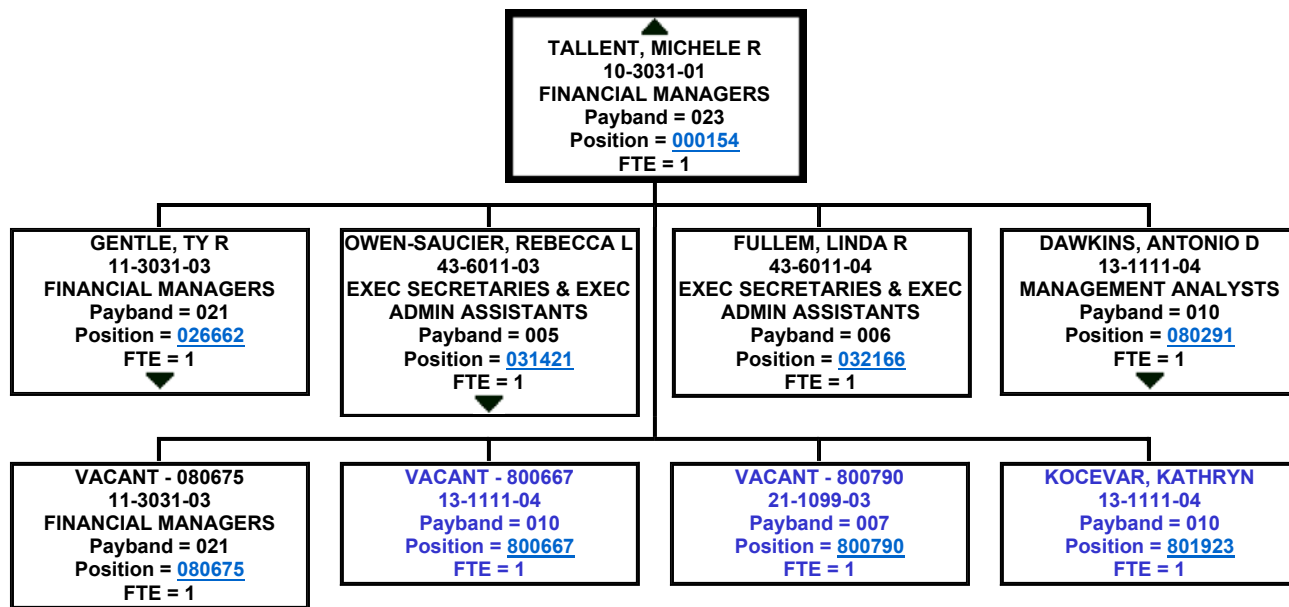 TALLENT, MICHELE R
10-3031-01
FINANCIAL MANAGERS
Payband = 023
Position = 000154
FTE = 1
GENTLE, TY R
11-3031-03
FINANCIAL MANAGERS
Payband = 021
Position = 026662
FTE = 1
OWEN-SAUCIER, REBECCA L
43-6011-03
EXEC SECRETARIES & EXEC
ADMIN ASSISTANTS
Payband = 005
Position = 031421
FTE = 1
FULLEM, LINDA R
43-6011-04
EXEC SECRETARIES & EXEC
ADMIN ASSISTANTS
Payband = 006
Position = 032166
FTE = 1
DAWKINS, ANTONIO D
13-1111-04
MANAGEMENT ANALYSTS
Payband = 010
Position = 080291
FTE = 1
VACANT - 080675
11-3031-03
FINANCIAL MANAGERS
Payband = 021
Position = 080675
FTE = 1
VACANT - 800667
13-1111-04
Payband = 010
Position = 800667
FTE = 1
VACANT - 800790
21-1099-03
Payband = 007
Position = 800790
FTE = 1
KOCEVAR, KATHRYN
13-1111-04
Payband = 010
Position = 801923
FTE = 1